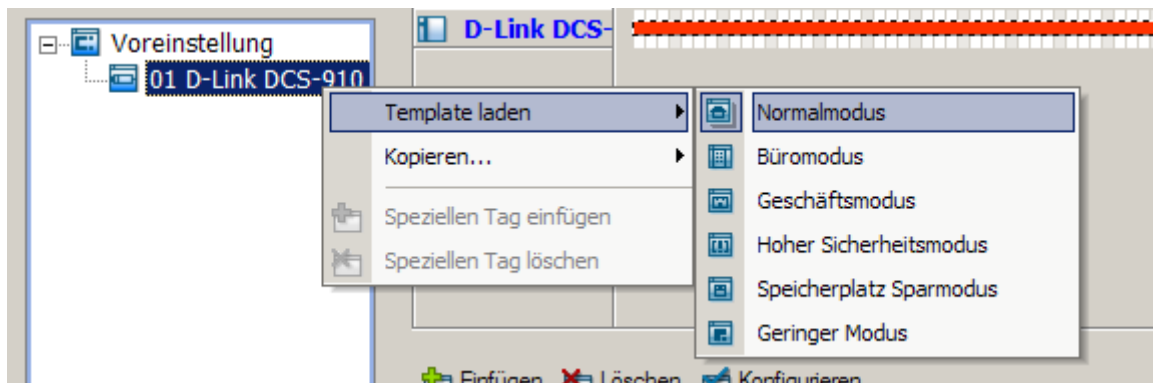 Voreinstellung
01 D-Link DCS-910
D-Link DCS-
Template laden
Kopieren...
Speziellen Tag einfügen
Speziellen Tag löschen
Normalmodus
Büromodus
Geschäftsmodus
Hoher Sicherheitsmodus
Speicherplatz Sparmodus
Geringer Modus
Einfügen Löschen Konfigurieren